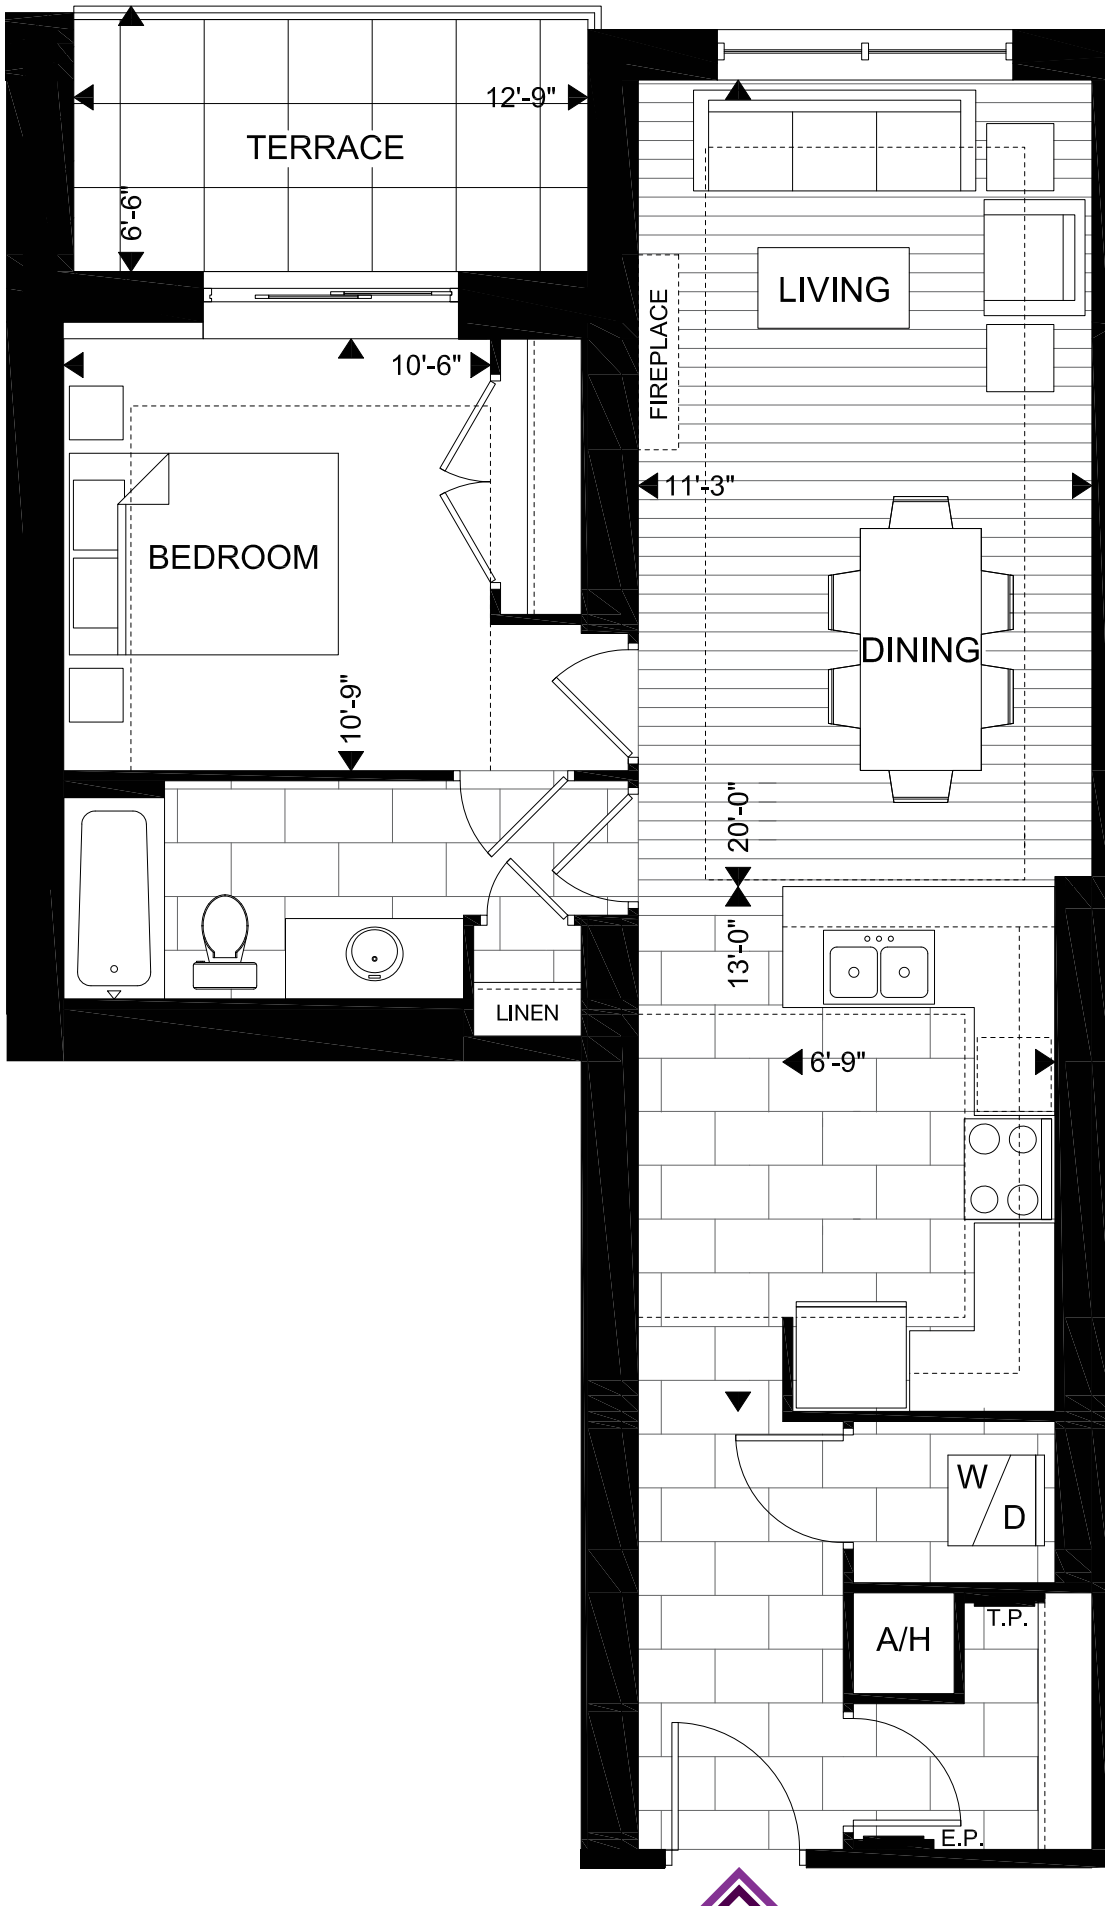 12'-9"
TERRACE
6'-6"
LIVING
FIREPLACE
10'-6"
11'-3"
BEDROOM
DINING
10'-9"
20'-0"
13'-0"
LINEN
6'-9"
W
D
T.P.
A/H
E.P.